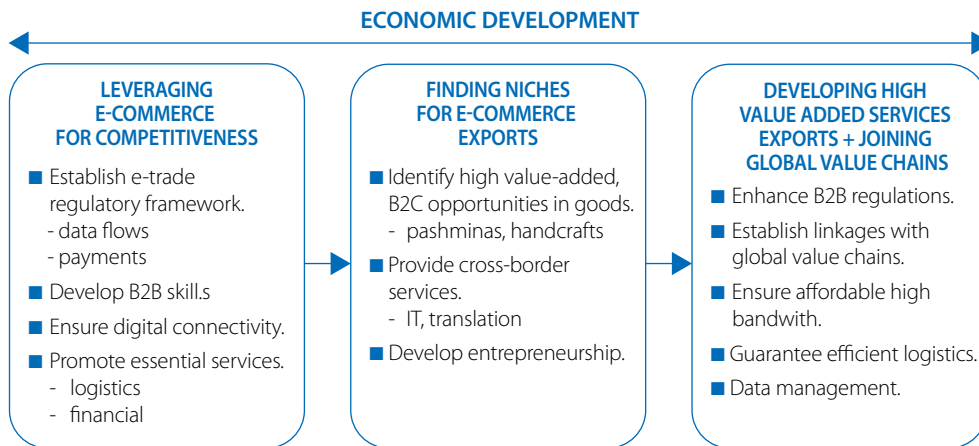 ECONOMIC DEVELOPMENT
LEVERAGING
E-COMMERCE
FOR COMPETITIVENESS
■ Establish e-trade
regulatory framework.
- data flows
- payments
■ Develop B2B skill.s
■ Ensure digital connectivity.
■ Promote essential services.
- logistics
- financial
FINDING NICHES
FOR E-COMMERCE
EXPORTS
■ Identify high value-added,
B2C opportunities in goods.
- pashminas, handcrafts
■ Provide cross-border
services.
- IT, translation
■ Develop entrepreneurship.
DEVELOPING HIGH
VALUE ADDED SERVICES
EXPORTS + JOINING
GLOBAL VALUE CHAINS
■ Enhance B2B regulations.
■ Establish linkages with
global value chains.
■ Ensure affordable high
bandwith.
■ Guarantee efficient logistics.
■ Data management.